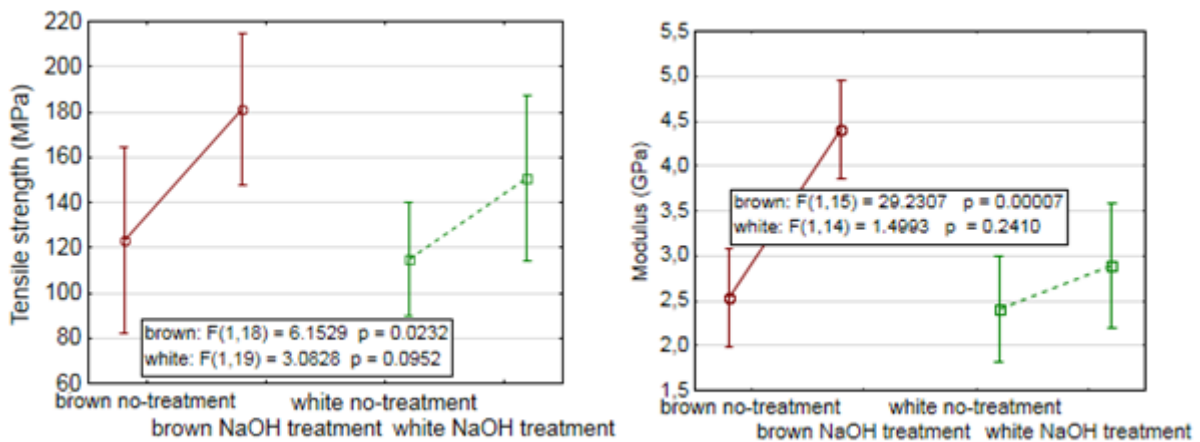 220
200
180
160
140
120
100
80
60
Tensile strength (MPa)
brown: F(1,18) = 6.1529 p = 0.0232
white: F(1,19) = 3.0828 p = 0.0952
brown no-treatment
white no-treatment
brown NaOH treatment
white NaOH treatment
5,5
5,0
4,5
4,0
3,5
3,0
2,5
2,0
1,5
Modulus (GPa)
brown: F(1,15) = 29.2307 p = 0.00007
white: F(1,14) = 1.4993 p = 0.2410
brown no-treatment
white no-treatment
brown NaOH treatment
white NaOH treatment